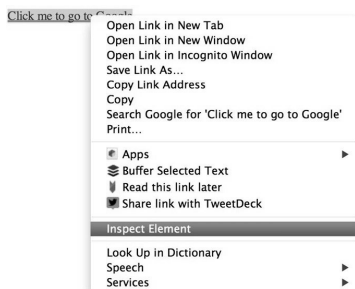 Click me to go to Google
Open Link in New Tab
Open Link in New Window
Open Link in Incognito Window
Save Link As...
Copy Link Address
Copy
Search Google for 'Click me to go to Google'
Print...
Apps
Buffer Selected Text
Read this link later
Share link with TweetDeck
Inspect Element
Look Up in Dictionary
Speech
Services